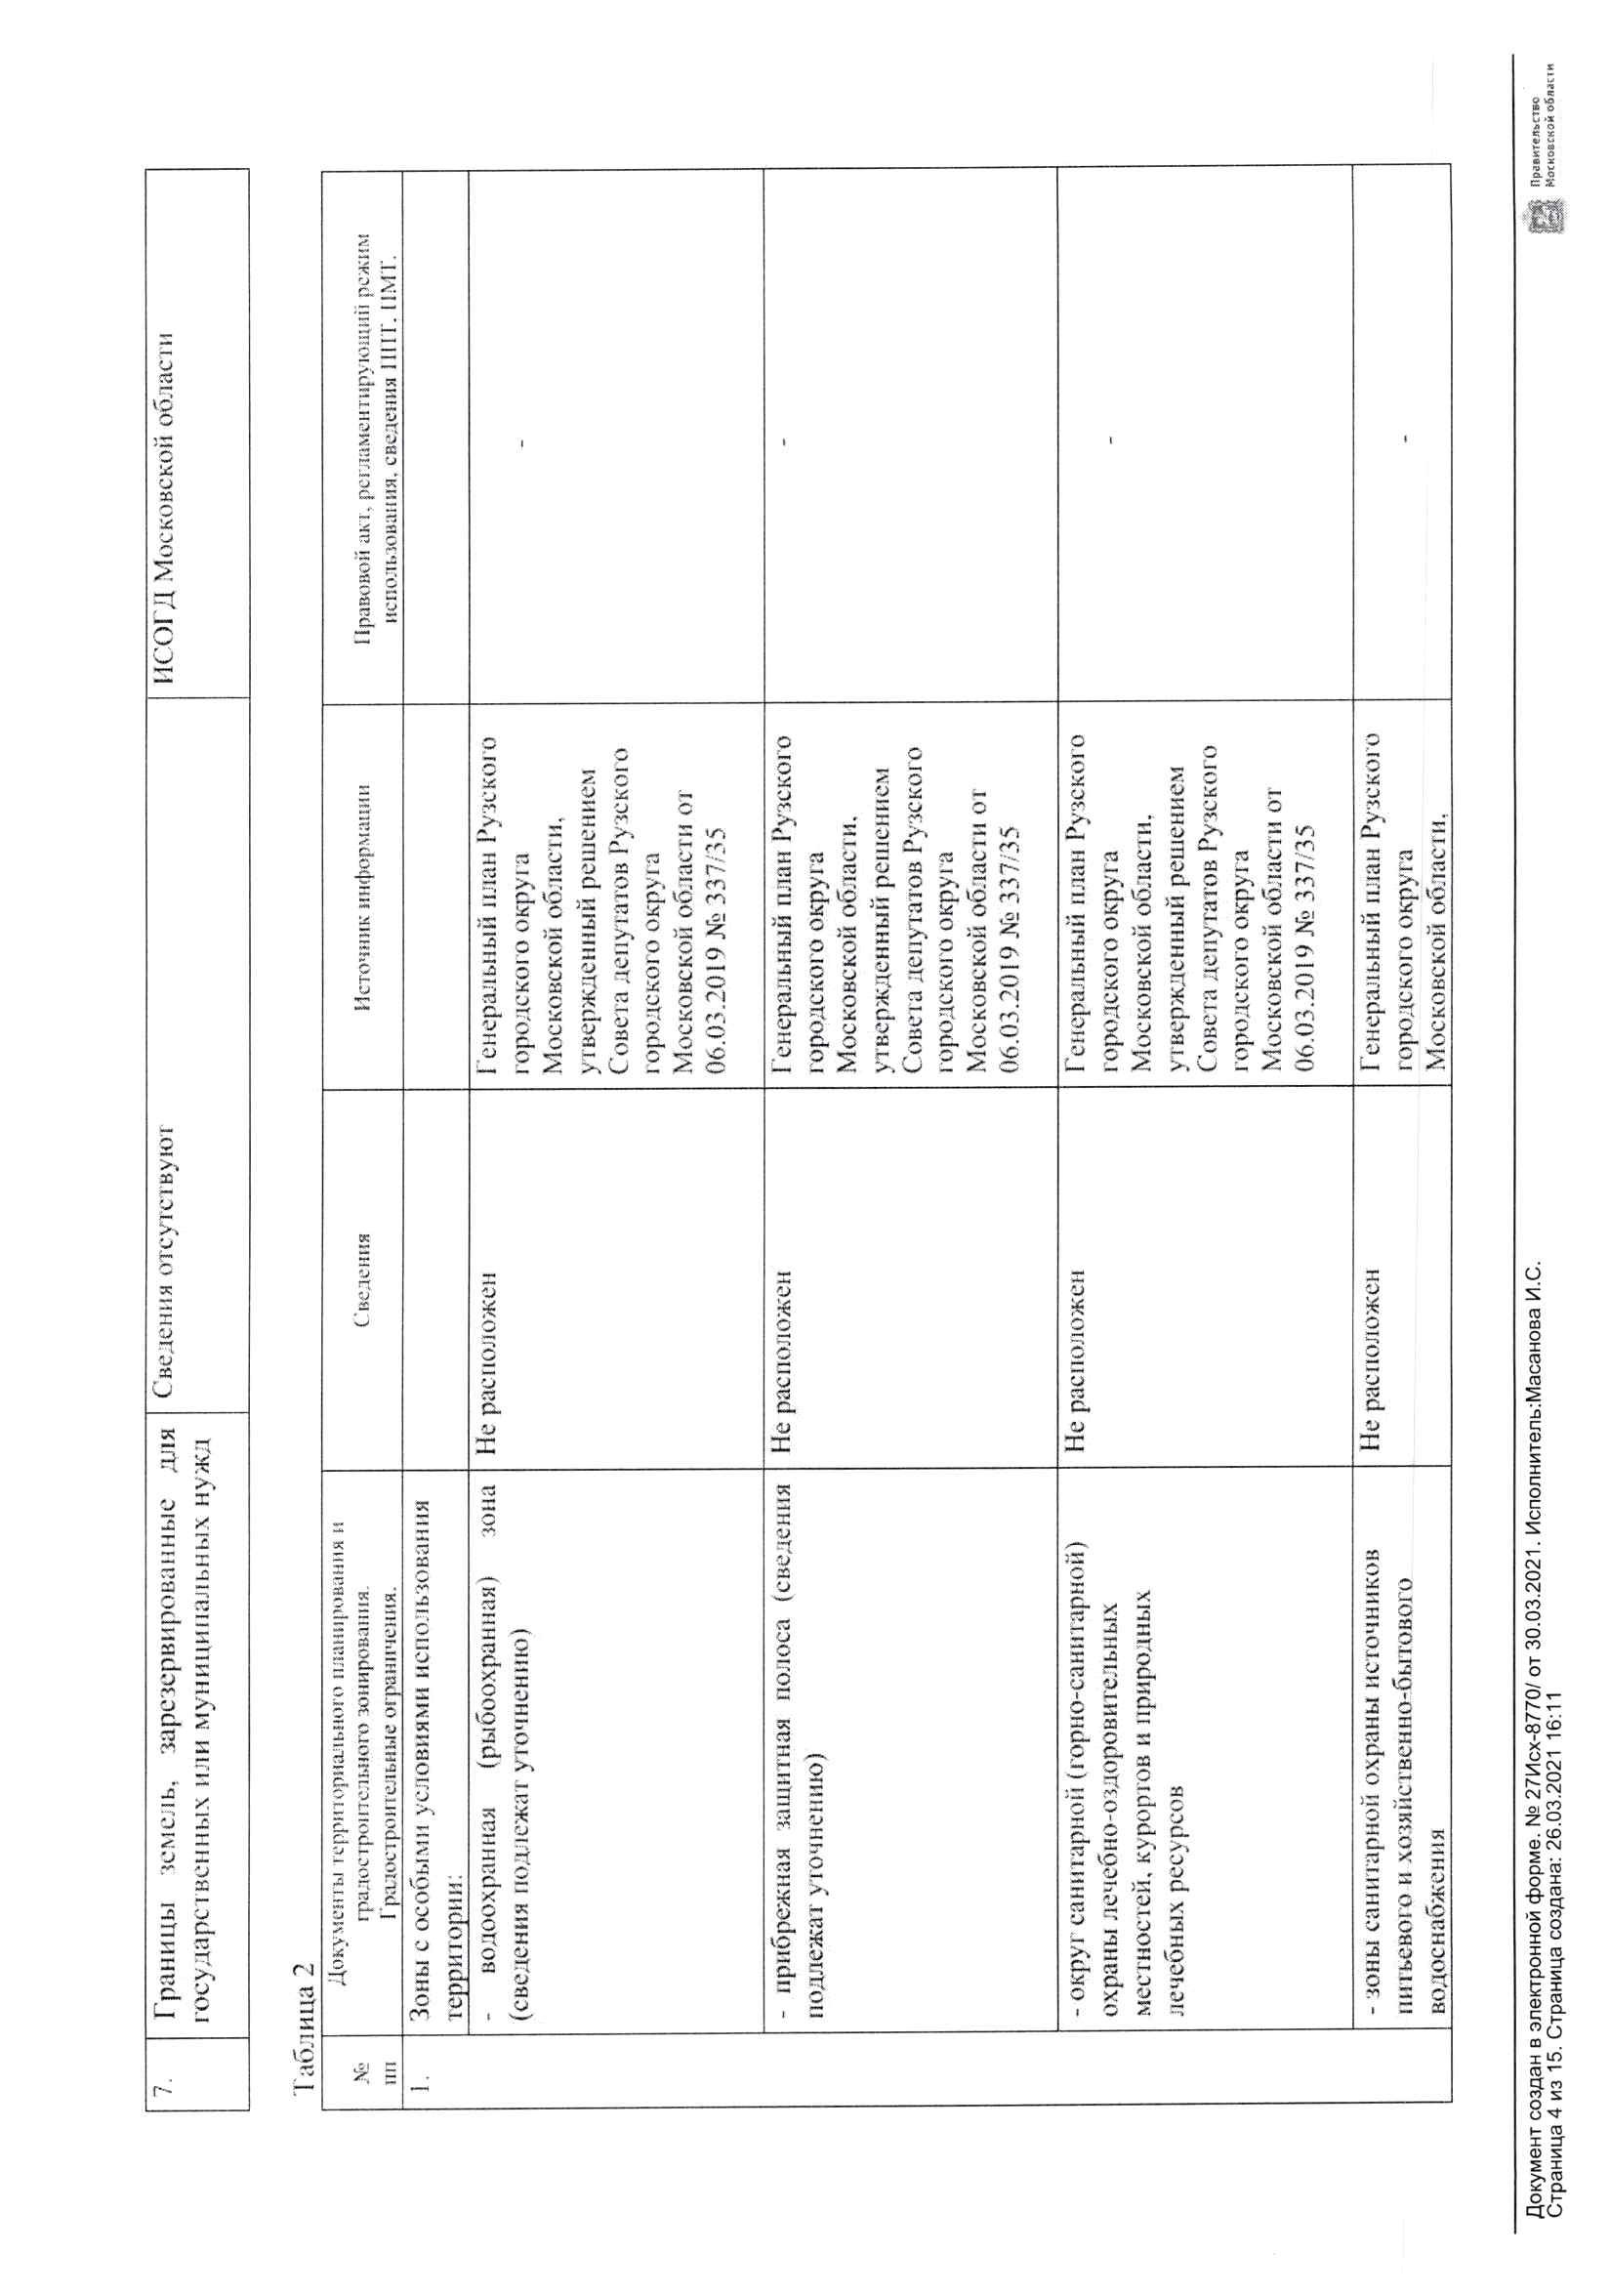 7.
Границы земель, зарезервированные для
государственных или муниципальных нужд
Сведения отсутствуют
ИСОГД Московской области
Таблица 2
№
пп
Документы территориального планирования и
градостроительного зонирования.
Градостроительные ограничения.
Сведения
Источник информации
Правовой акт, регламентирующий режим
использования, сведения ППТ, ПМТ.
1.
Зоны с особыми условиями использования
территории:
- водоохранная (рыбоохранная) зона
(сведения подлежат уточнению)
Не расположен
Генеральный план Рузского
городского округа
Московской области,
утвержденный решением
Совета депутатов Рузского
городского округа
Московской области от
06.03.2019 № 337/35
-
- прибрежная защитная полоса (сведения
подлежат уточнению)
Не расположен
Генеральный план Рузского
городского округа
Московской области,
утвержденный решением
Совета депутатов Рузского
городского округа
Московской области от
06.03.2019 № 337/35
-
- округ санитарной (горно-санитарной)
охраны лечебно-оздоровительных
местностей, курортов и природных
лечебных ресурсов
Не расположен
Генеральный план Рузского
городского округа
Московской области,
утвержденный решением
Совета депутатов Рузского
городского округа
Московской области от
06.03.2019 № 337/35
-
- зоны санитарной охраны источников
питьевого и хозяйственно-бытового
водоснабжения
Не расположен
Генеральный план Рузского
городского округа
Московской области,
-
Документ создан в электронной форме. № 27Исх-8770/ от 30.03.2021. Исполнитель:Масанова И.С.
Страница 4 из 15. Страница создана: 26.03.2021 16:11
Правительство
Московской области